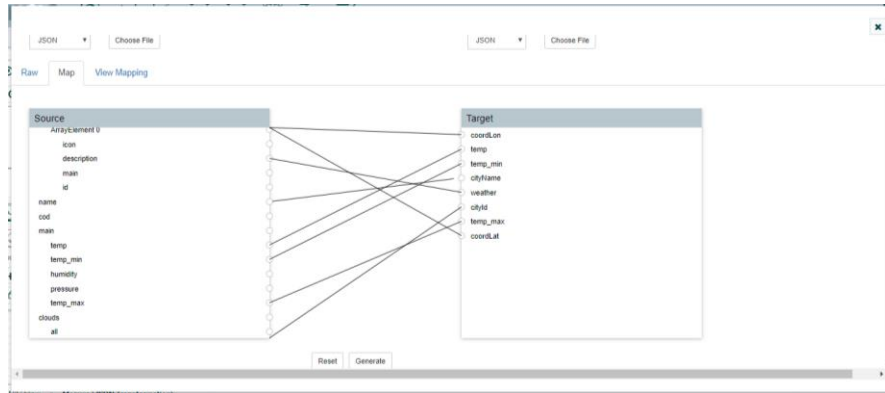 JSON
Choose File
JSON
Choose File
Raw
Map
View Mapping
Source
ArrayElement 0
icon
description
main
id
name
cod
main
temp
temp_min
humidity
pressure
temp_max
clouds
all
Target
coordLon
temp
temp_min
cityName
weather
cityId
temp_max
coordLat
Reset
Generate